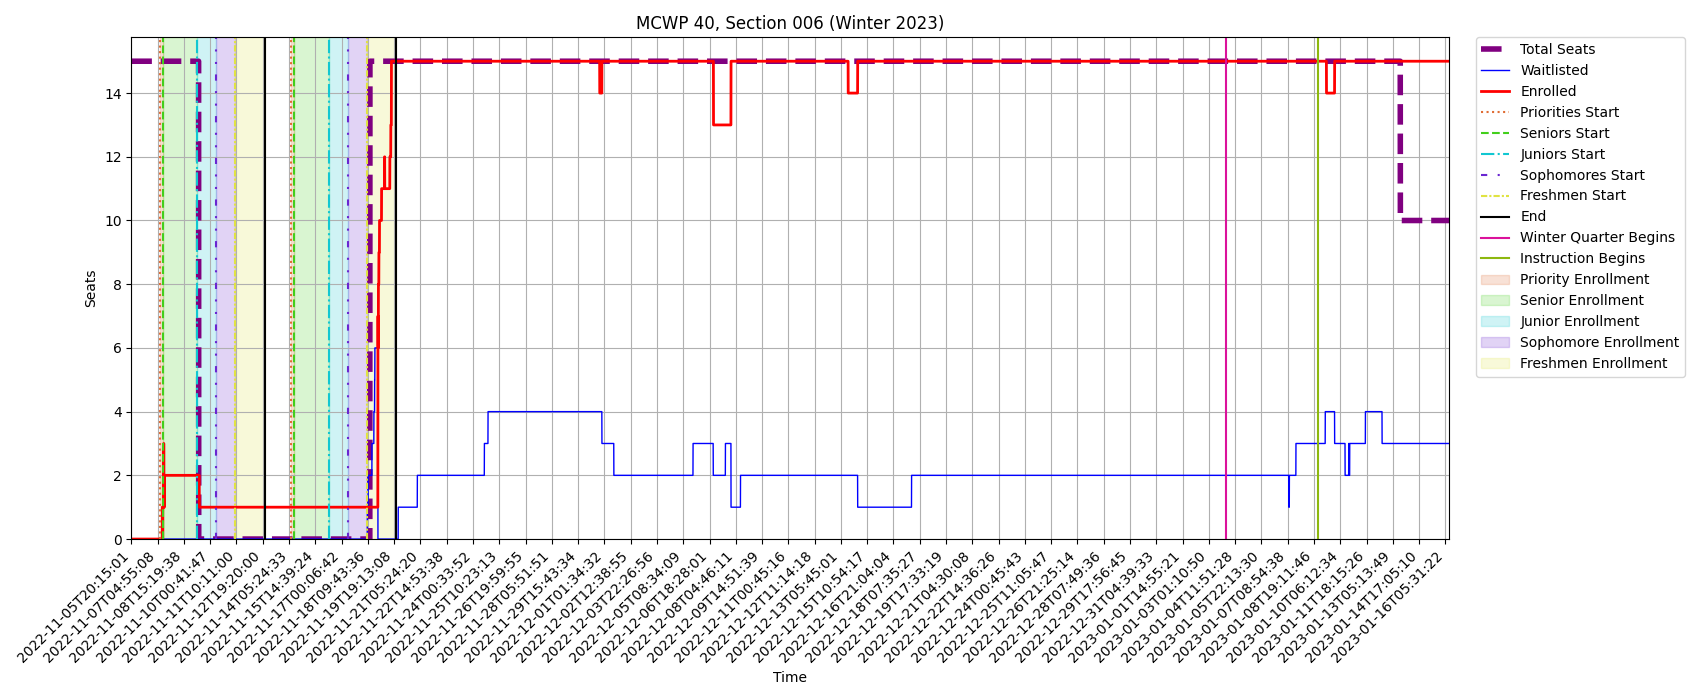 MCWP 40, Section 006 (Winter 2023)
Seats
14
12
10
8
6
4
2
0
2022-11-05T20:15:01
2022-11-07T04:55:08
2022-11-08T15:19:38
2022-11-10T00:41:47
2022-11-11T10:11:00
2022-11-12T19:20:00
2022-11-14T05:24:33
2022-11-15T14:39:24
2022-11-17T00:06:42
2022-11-18T09:43:36
2022-11-19T19:13:08
2022-11-21T05:24:20
2022-11-22T14:53:38
2022-11-24T00:33:52
2022-11-25T10:23:13
2022-11-26T19:59:55
2022-11-28T05:51:51
2022-11-29T15:43:34
2022-12-01T01:34:32
2022-12-02T12:38:55
2022-12-03T22:26:56
2022-12-05T08:34:09
2022-12-06T18:28:01
2022-12-08T04:46:11
2022-12-09T14:51:39
2022-12-11T00:45:16
2022-12-12T11:14:18
2022-12-13T05:45:01
2022-12-15T10:54:17
2022-12-16T21:04:04
2022-12-18T07:35:27
2022-12-19T17:33:19
2022-12-21T04:30:08
2022-12-22T14:36:26
2022-12-24T00:45:43
2022-12-25T11:05:47
2022-12-26T21:25:14
2022-12-28T07:49:36
2022-12-29T17:56:45
2022-12-31T04:39:33
2023-01-01T14:55:21
2023-01-03T01:10:50
2023-01-04T11:51:28
2023-01-05T22:13:30
2023-01-07T08:54:38
2023-01-08T19:11:46
2023-01-10T06:12:34
2023-01-11T18:15:26
2023-01-13T05:13:49
2023-01-14T17:05:10
2023-01-16T05:31:22
Time
Total Seats
Waitlisted
Enrolled
Priorities Start
Seniors Start
Juniors Start
Sophomores Start
Freshmen Start
End
Winter Quarter Begins
Instruction Begins
Priority Enrollment
Senior Enrollment
Junior Enrollment
Sophomore Enrollment
Freshmen Enrollment